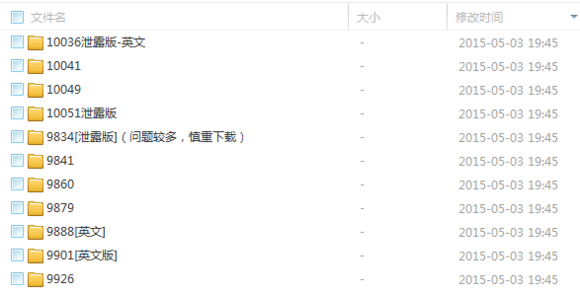 文件名 大小 修改时间
10036泄露版-英文 - 2015-05-03 19:45
10041 - 2015-05-03 19:45
10049 - 2015-05-03 19:45
10051泄露版 - 2015-05-03 19:45
9834[泄露版]（问题较多，慎重下载） - 2015-05-03 19:45
9841 - 2015-05-03 19:45
9860 - 2015-05-03 19:45
9879 - 2015-05-03 19:45
9888[英文] - 2015-05-03 19:45
9901[英文版] - 2015-05-03 19:45
9926 - 2015-05-03 19:45